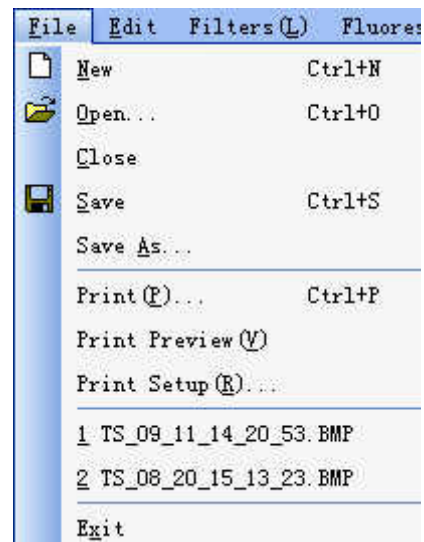 File Edit Filters(L)
New Ctrl+N
Open... Ctrl+O
Close
Save Ctrl+S
Save As...
Print(P)... Ctrl+P
Print Preview(V)
Print Setup(R)...
1 TS_09_11_14_20_53.BMP
2 TS_08_20_15_13_23.BMP
Exit